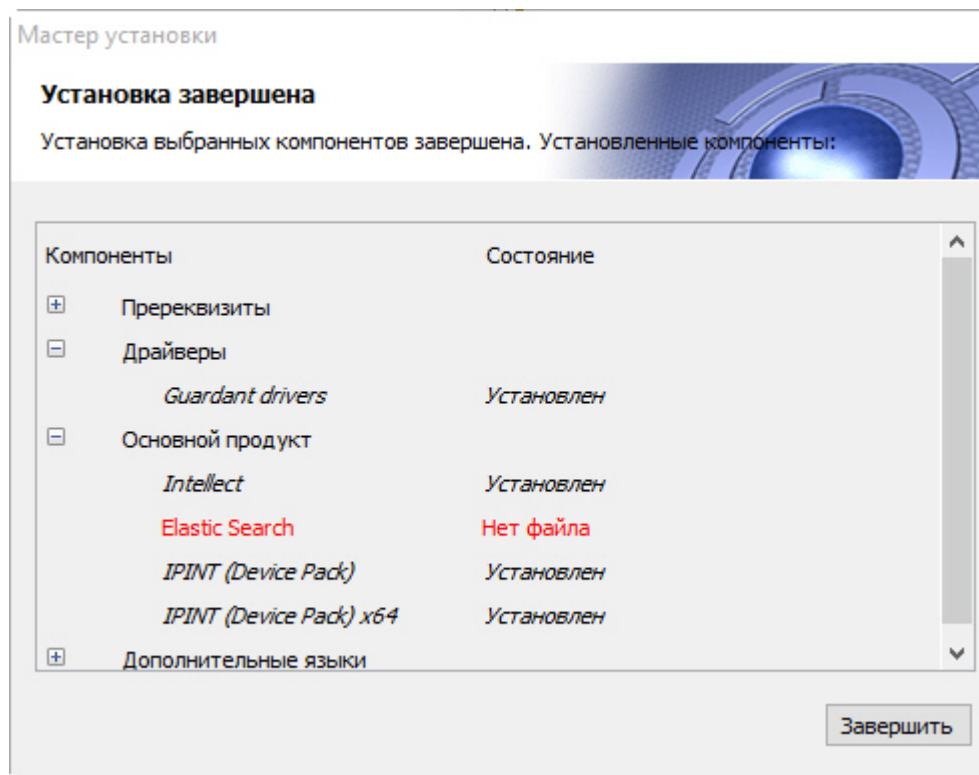 Мастер установки
Установка завершена
Установка выбранных компонентов завершена. Установленные компоненты:
Компоненты Состояние
Пререквизиты
Драйверы
Guardant drivers Установлен
Основной продукт
Intellect Установлен
Elastic Search Нет файла
IPINT (Device Pack) Установлен
IPINT (Device Pack) x64 Установлен
Дополнительные языки
Завершить